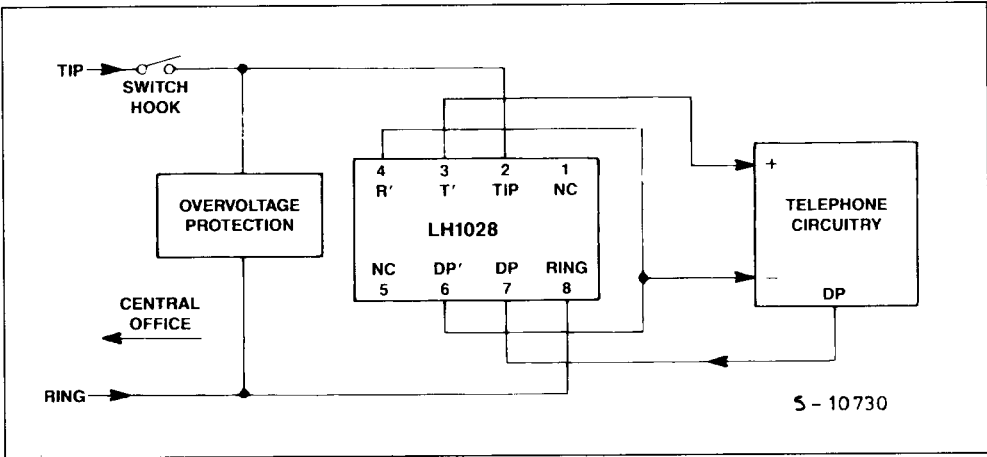 TIP
SWITCH
HOOK
OVERVOLTAGE
PROTECTION
CENTRAL
OFFICE
RING
4 3 2 1
R' T' TIP NC
LH1028
NC DP' DP RING
5 6 7 8
+
TELEPHONE
CIRCUITRY
−
DP
S-10730